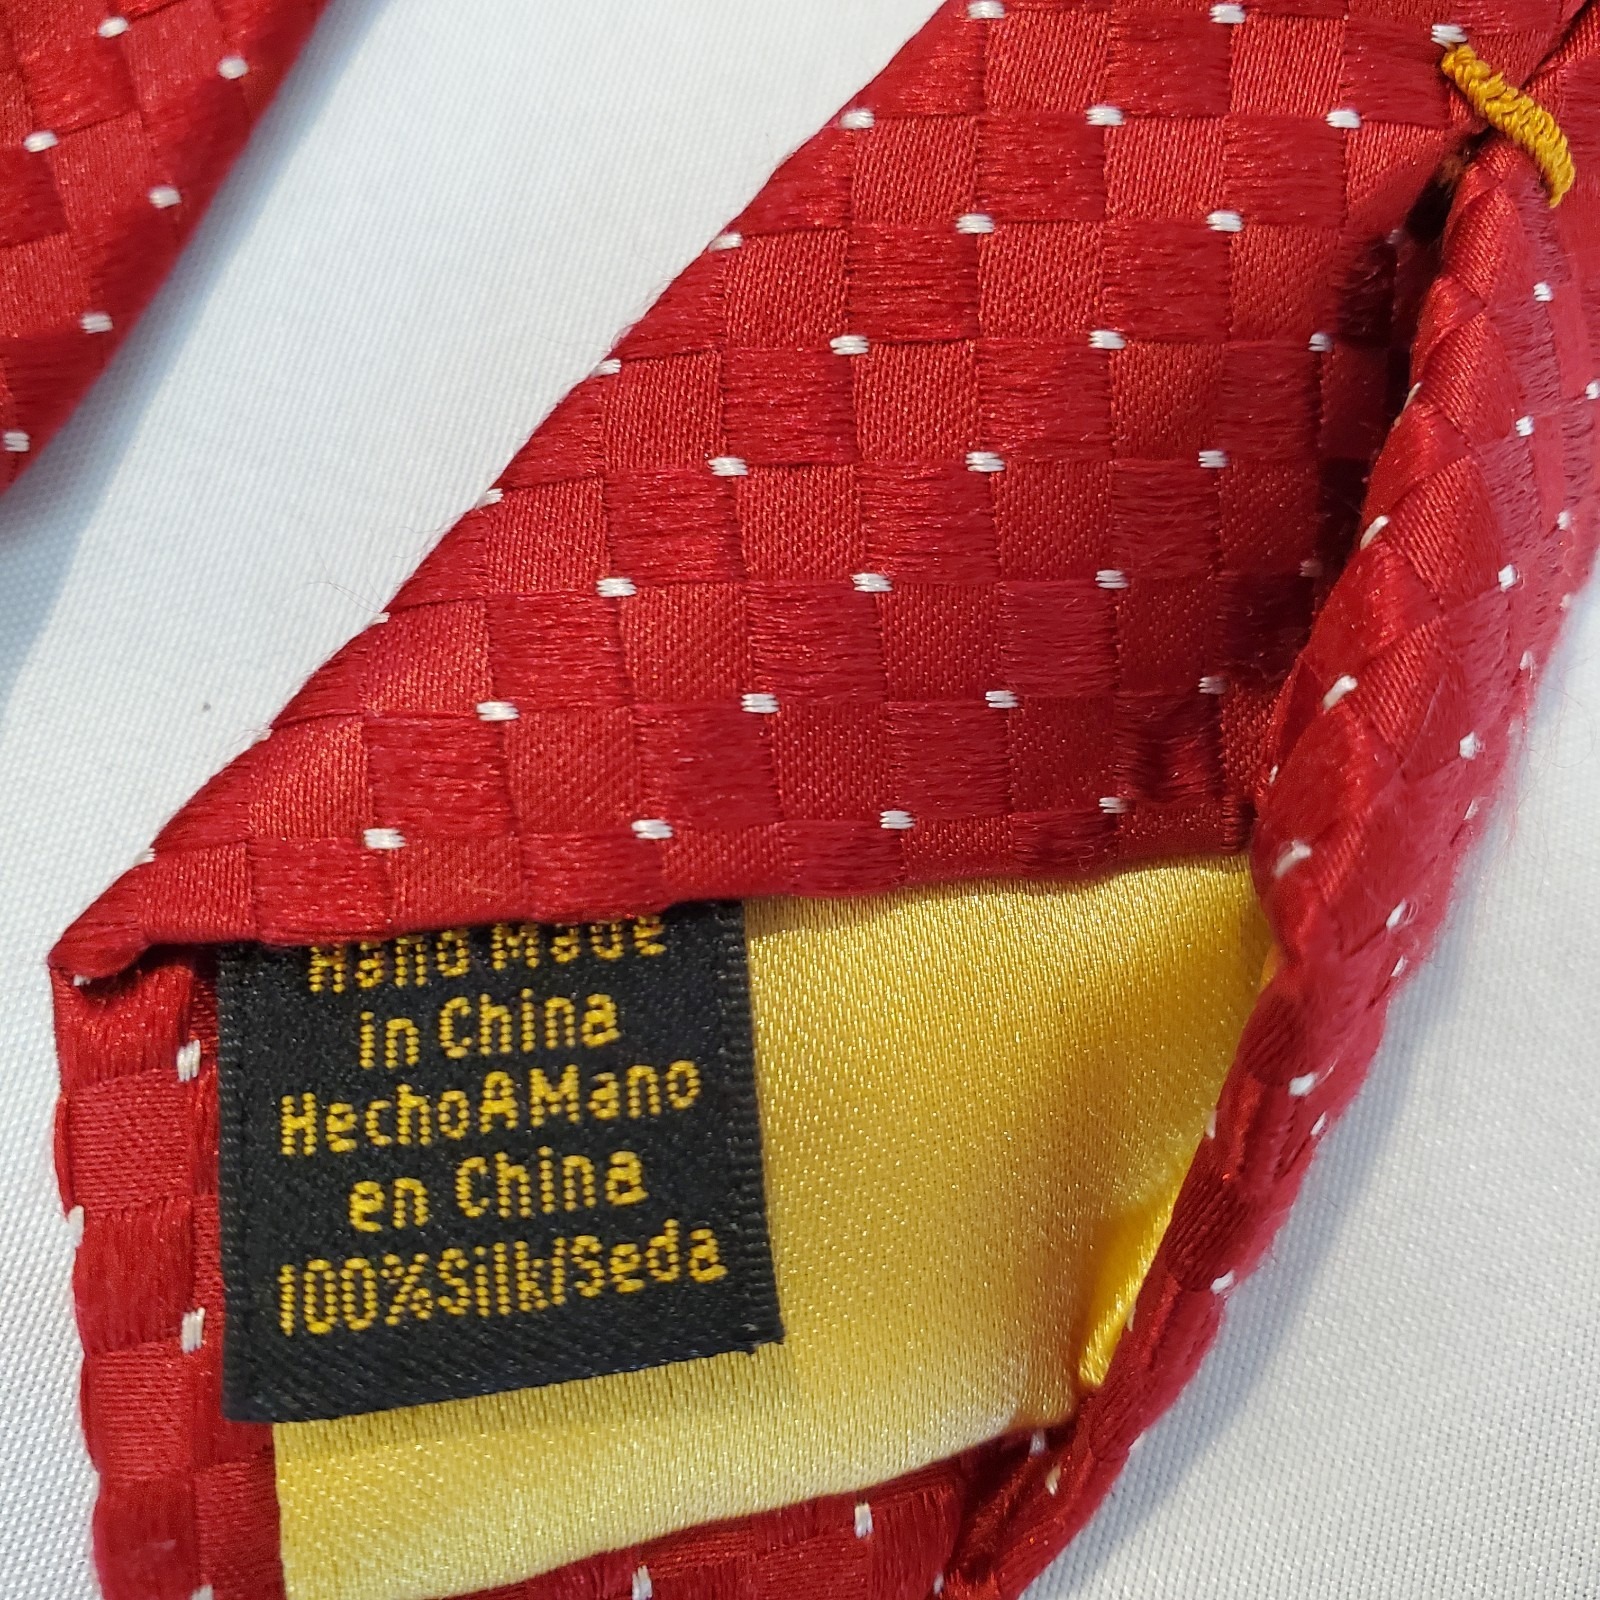 Hand Made
in China
HechoAMano
en China
100%Silk/Seda